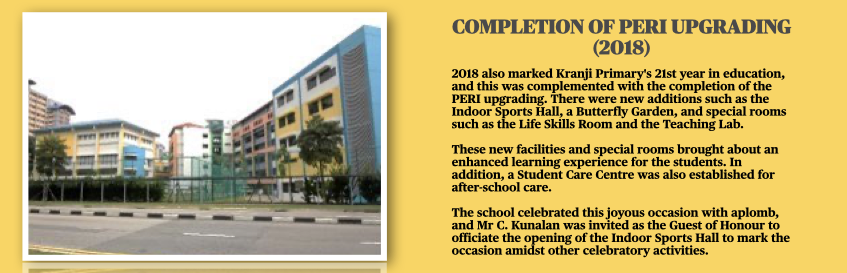 COMPLETION OF PERI UPGRADING
(2018)
2018 also marked Kranji Primary's 21st year in education,
and this was complemented with the completion of the
PERI upgrading. There were new additions such as the
Indoor Sports Hall, a Butterfly Garden, and special rooms
such as the Life Skills Room and the Teaching Lab.
These new facilities and special rooms brought about an
enhanced learning experience for the students. In
addition, a Student Care Centre was also established for
after-school care.
The school celebrated this joyous occasion with aplomb,
and Mr C. Kunalan was invited as the Guest of Honour to
officiate the opening of the Indoor Sports Hall to mark the
occasion amidst other celebratory activities.